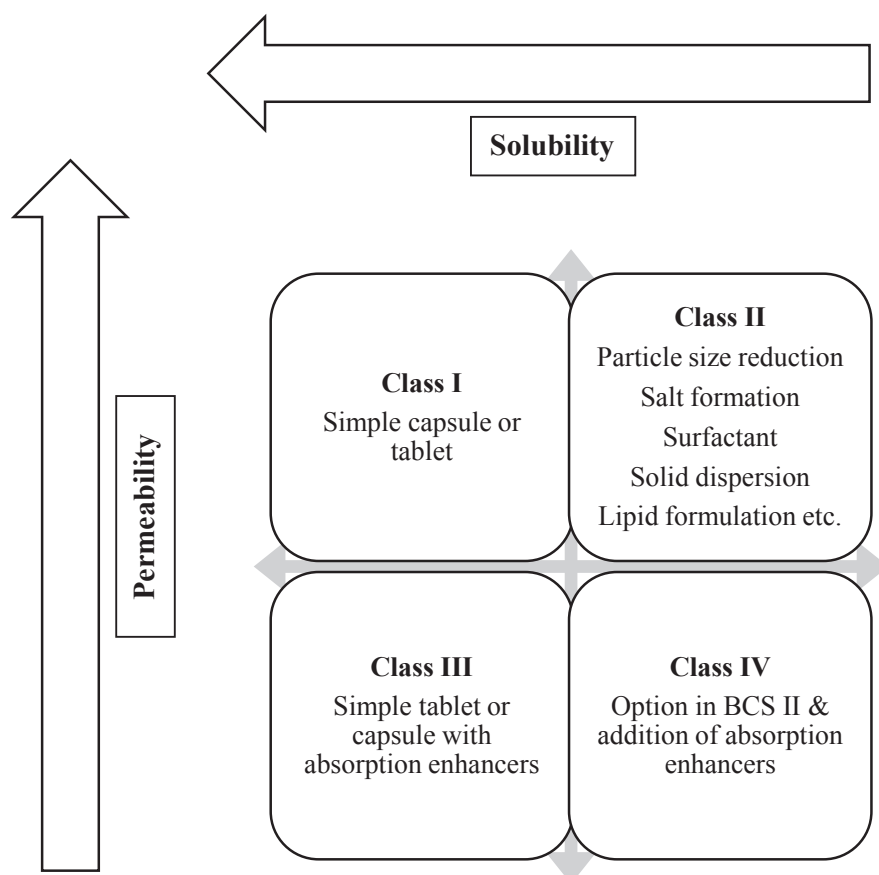 Solubility
Permeability
Class I
Simple capsule or
tablet
Class II
Particle size reduction
Salt formation
Surfactant
Solid dispersion
Lipid formulation etc.
Class III
Simple tablet or
capsule with
absorption enhancers
Class IV
Option in BCS II &
addition of absorption
enhancers